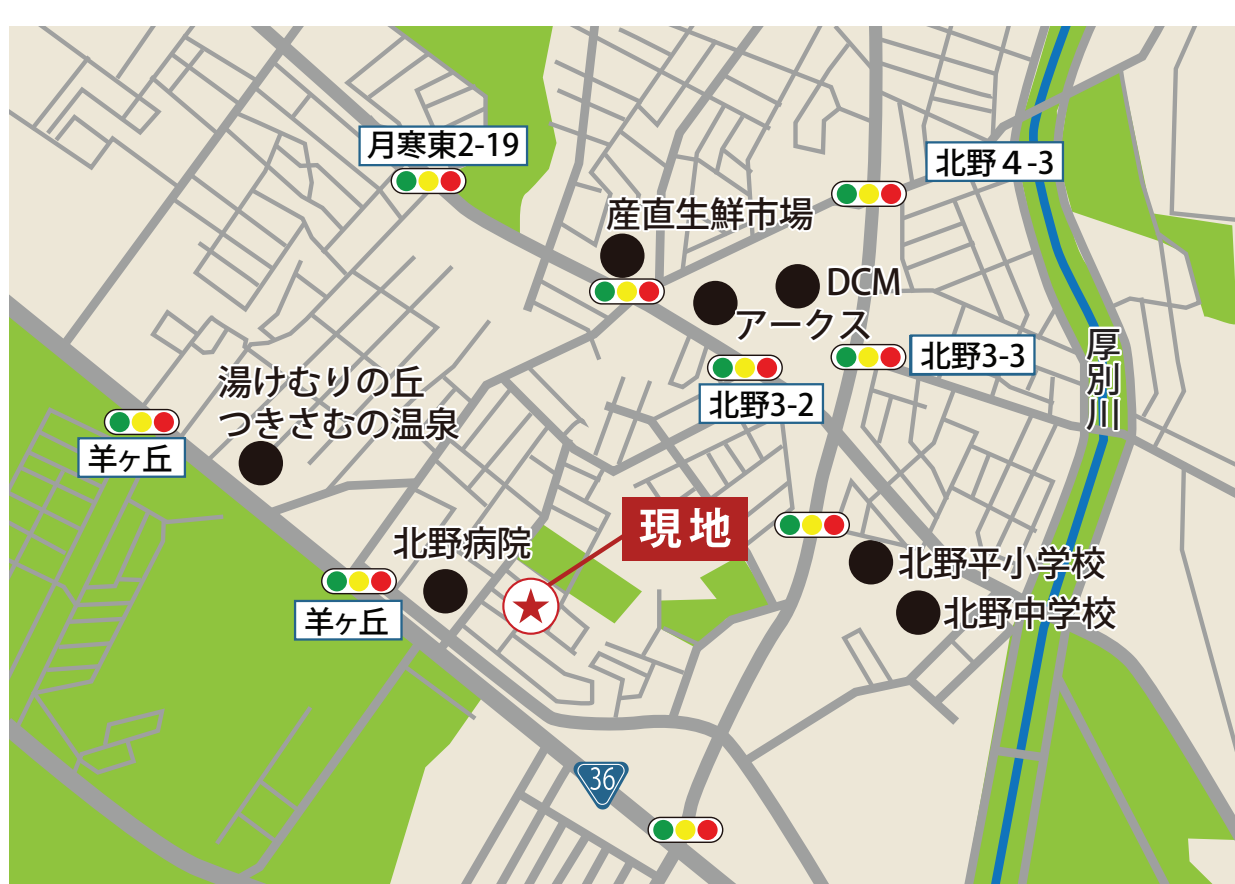 月寒東2-19
北野４-3
産直生鮮市場
DCM
アークス
北野3-3
厚別川
湯けむりの丘
つきさむの温泉
北野3-2
羊ヶ丘
現地
北野病院
北野平小学校
羊ヶ丘
北野中学校
36